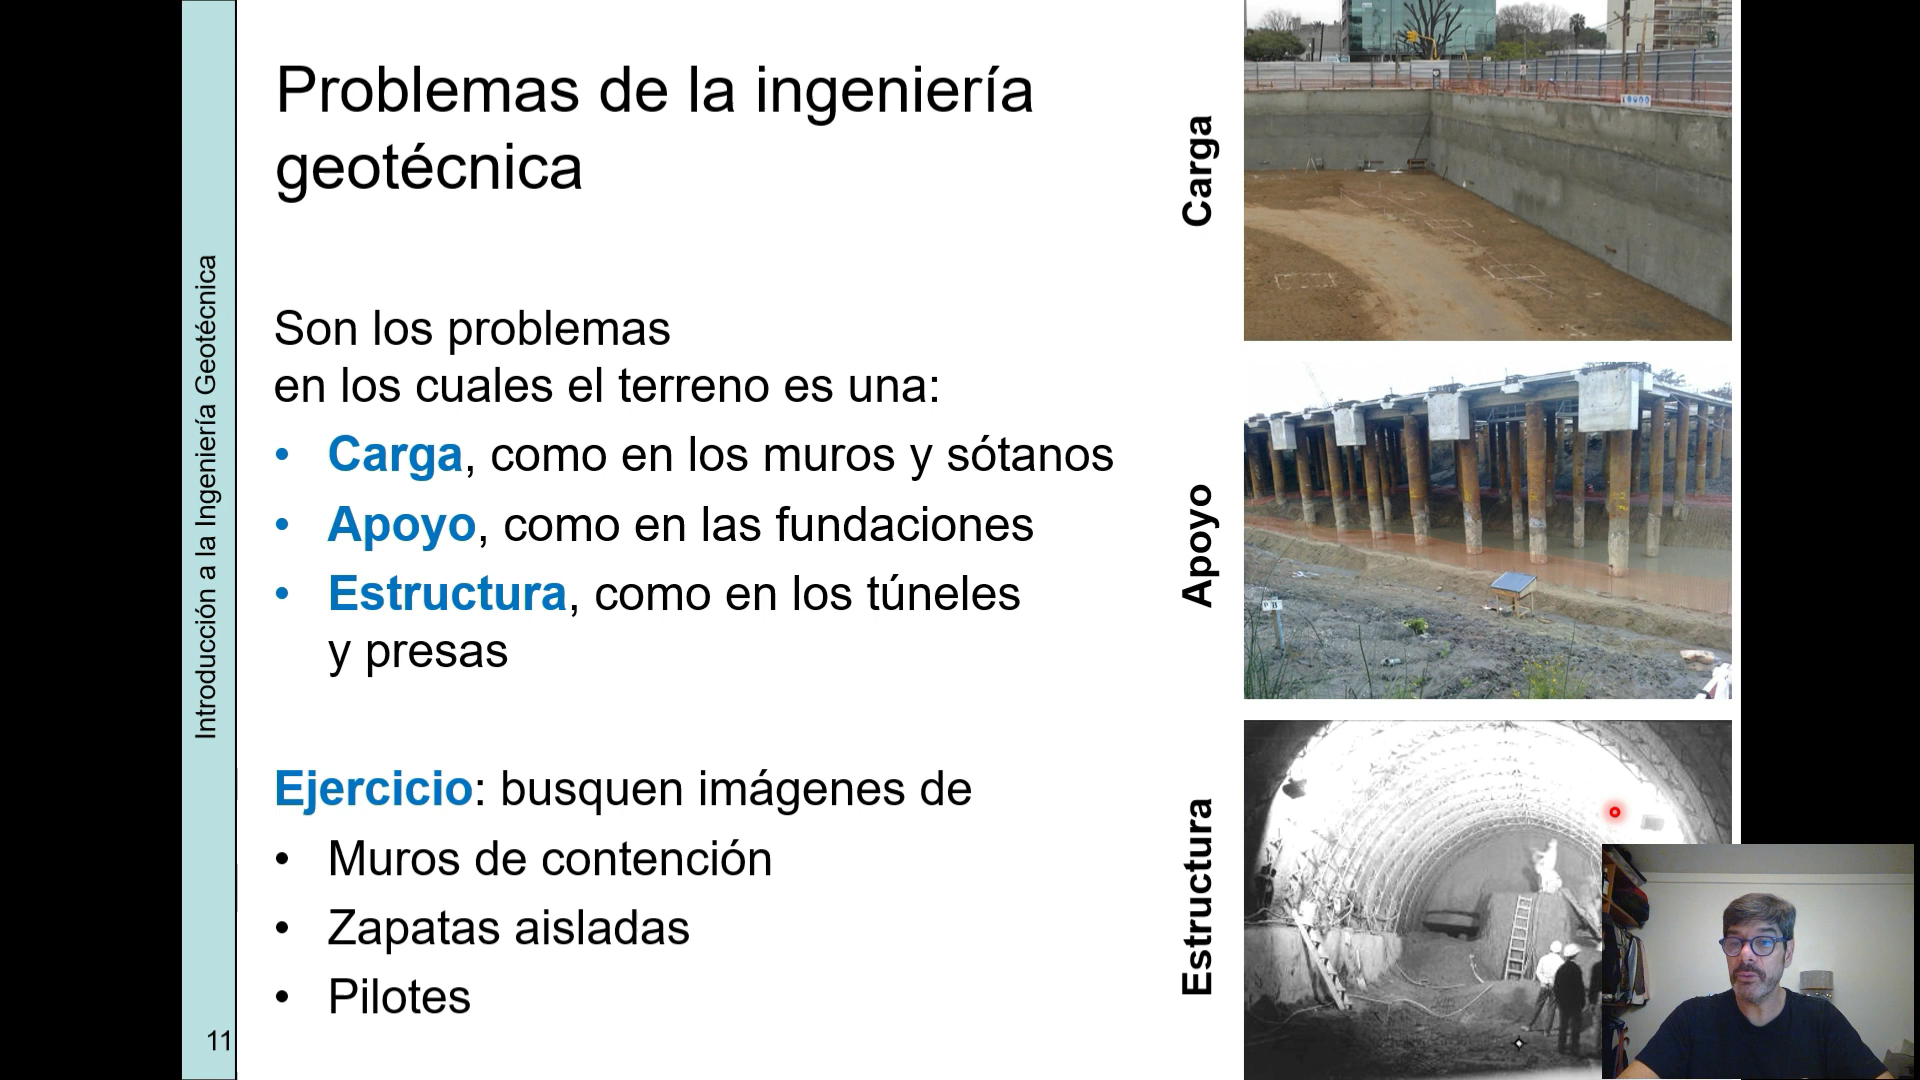 Introducción a la Ingeniería Geotécnica
11
Problemas de la ingeniería
geotécnica
Son los problemas
en los cuales el terreno es una:
• Carga, como en los muros y sótanos
• Apoyo, como en las fundaciones
• Estructura, como en los túneles
y presas
Ejercicio: busquen imágenes de
• Muros de contención
• Zapatas aisladas
• Pilotes
Carga
Apoyo
Estructura